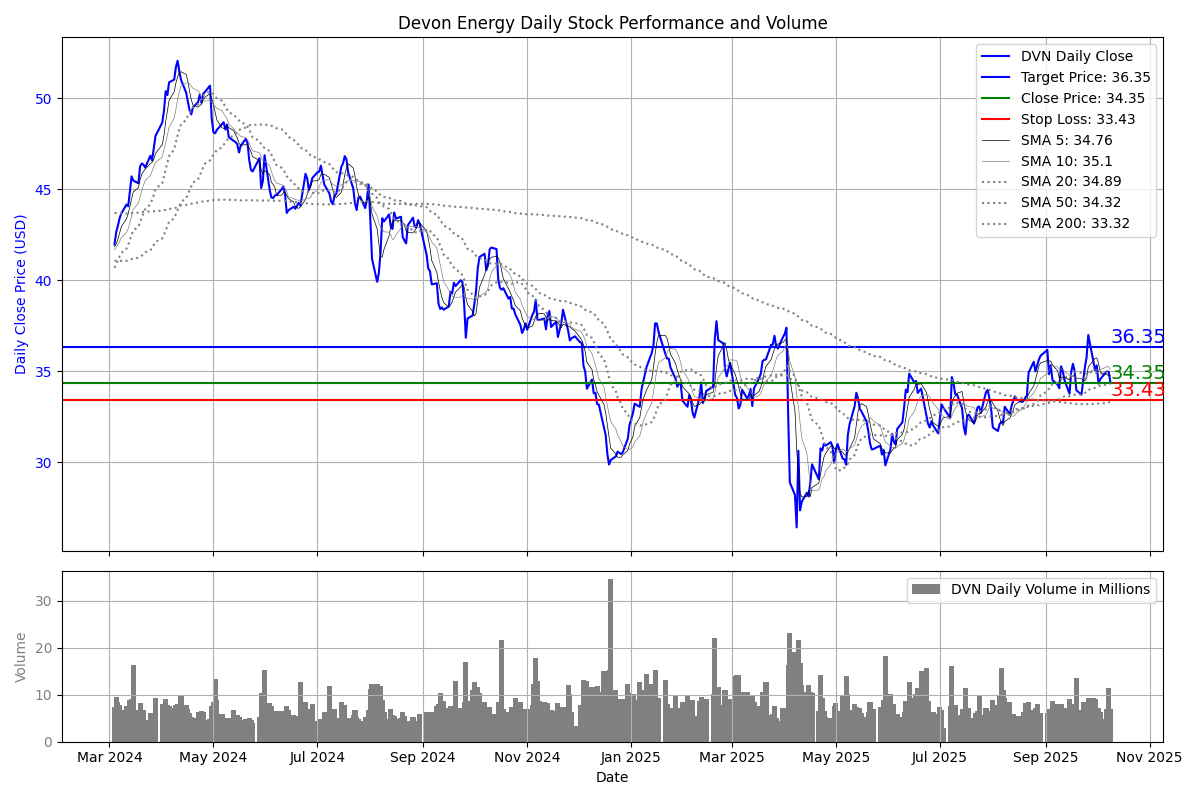 Devon Energy Daily Stock Performance and Volume
Daily Close Price (USD)
50
45
40
35
30
DVN Daily Close
Target Price: 36.35
Close Price: 34.35
Stop Loss: 33.43
SMA 5: 34.76
SMA 10: 35.1
SMA 20: 34.89
SMA 50: 34.32
SMA 200: 33.32
36.35
34.35
33.43
Volume
30
20
10
0
DVN Daily Volume in Millions
Mar 2024 May 2024 Jul 2024 Sep 2024 Nov 2024 Jan 2025 Mar 2025 May 2025 Jul 2025 Sep 2025 Nov 2025
Date